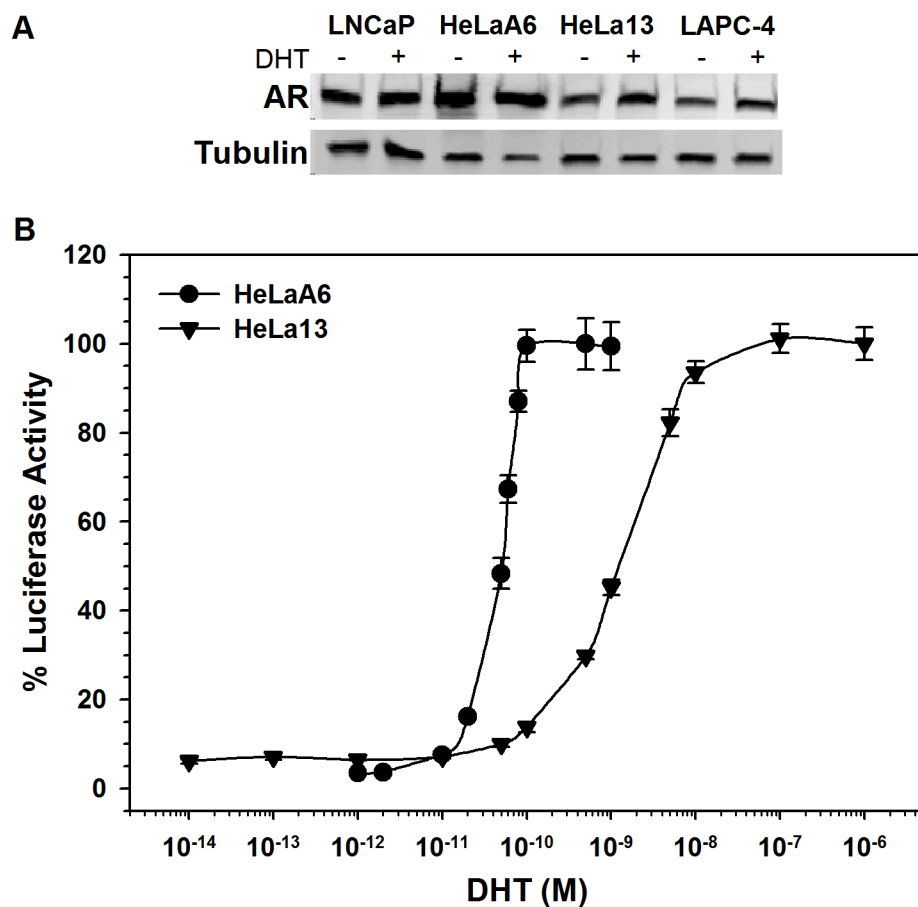 A
LNCaP HeLaA6 HeLa13 LAPC-4
DHT - + - + - + - +
AR
Tubulin
B
120
100
80
60
40
20
0
% Luciferase Activity
HeLaA6
HeLa13
10-14 10-13 10-12 10-11 10-10 10-9 10-8 10-7 10-6
DHT (M)